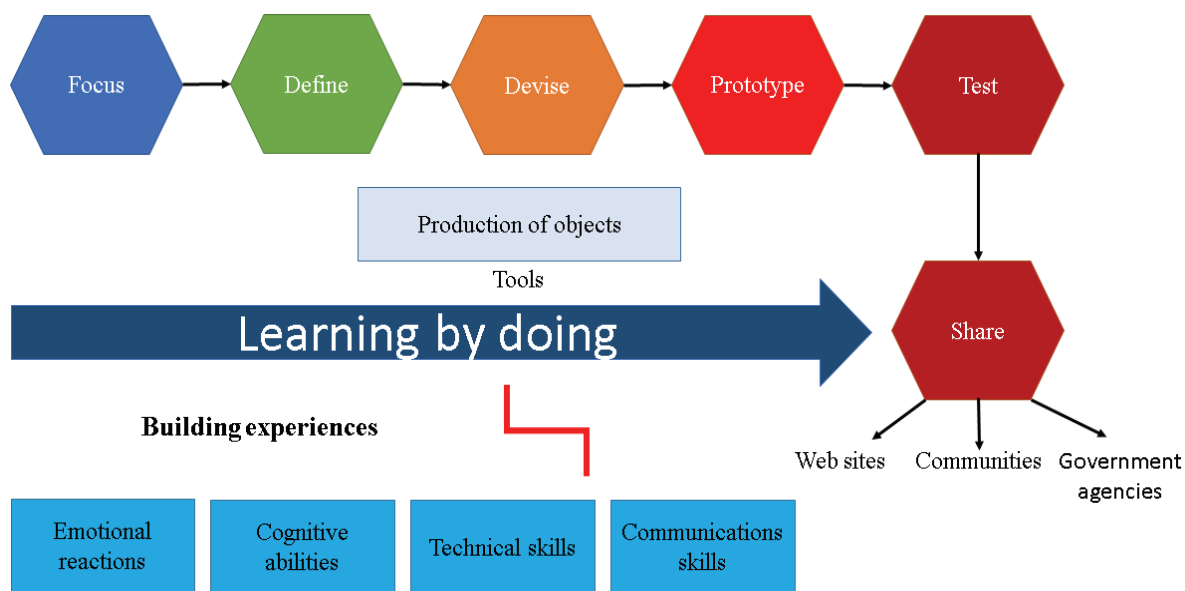 Focus
Define
Devise
Prototype
Test
Production of objects
Tools
Learning by doing
Share
Building experiences
Web sites
Communities
Government
agencies
Emotional
reactions
Cognitive
abilities
Technical skills
Communications
skills